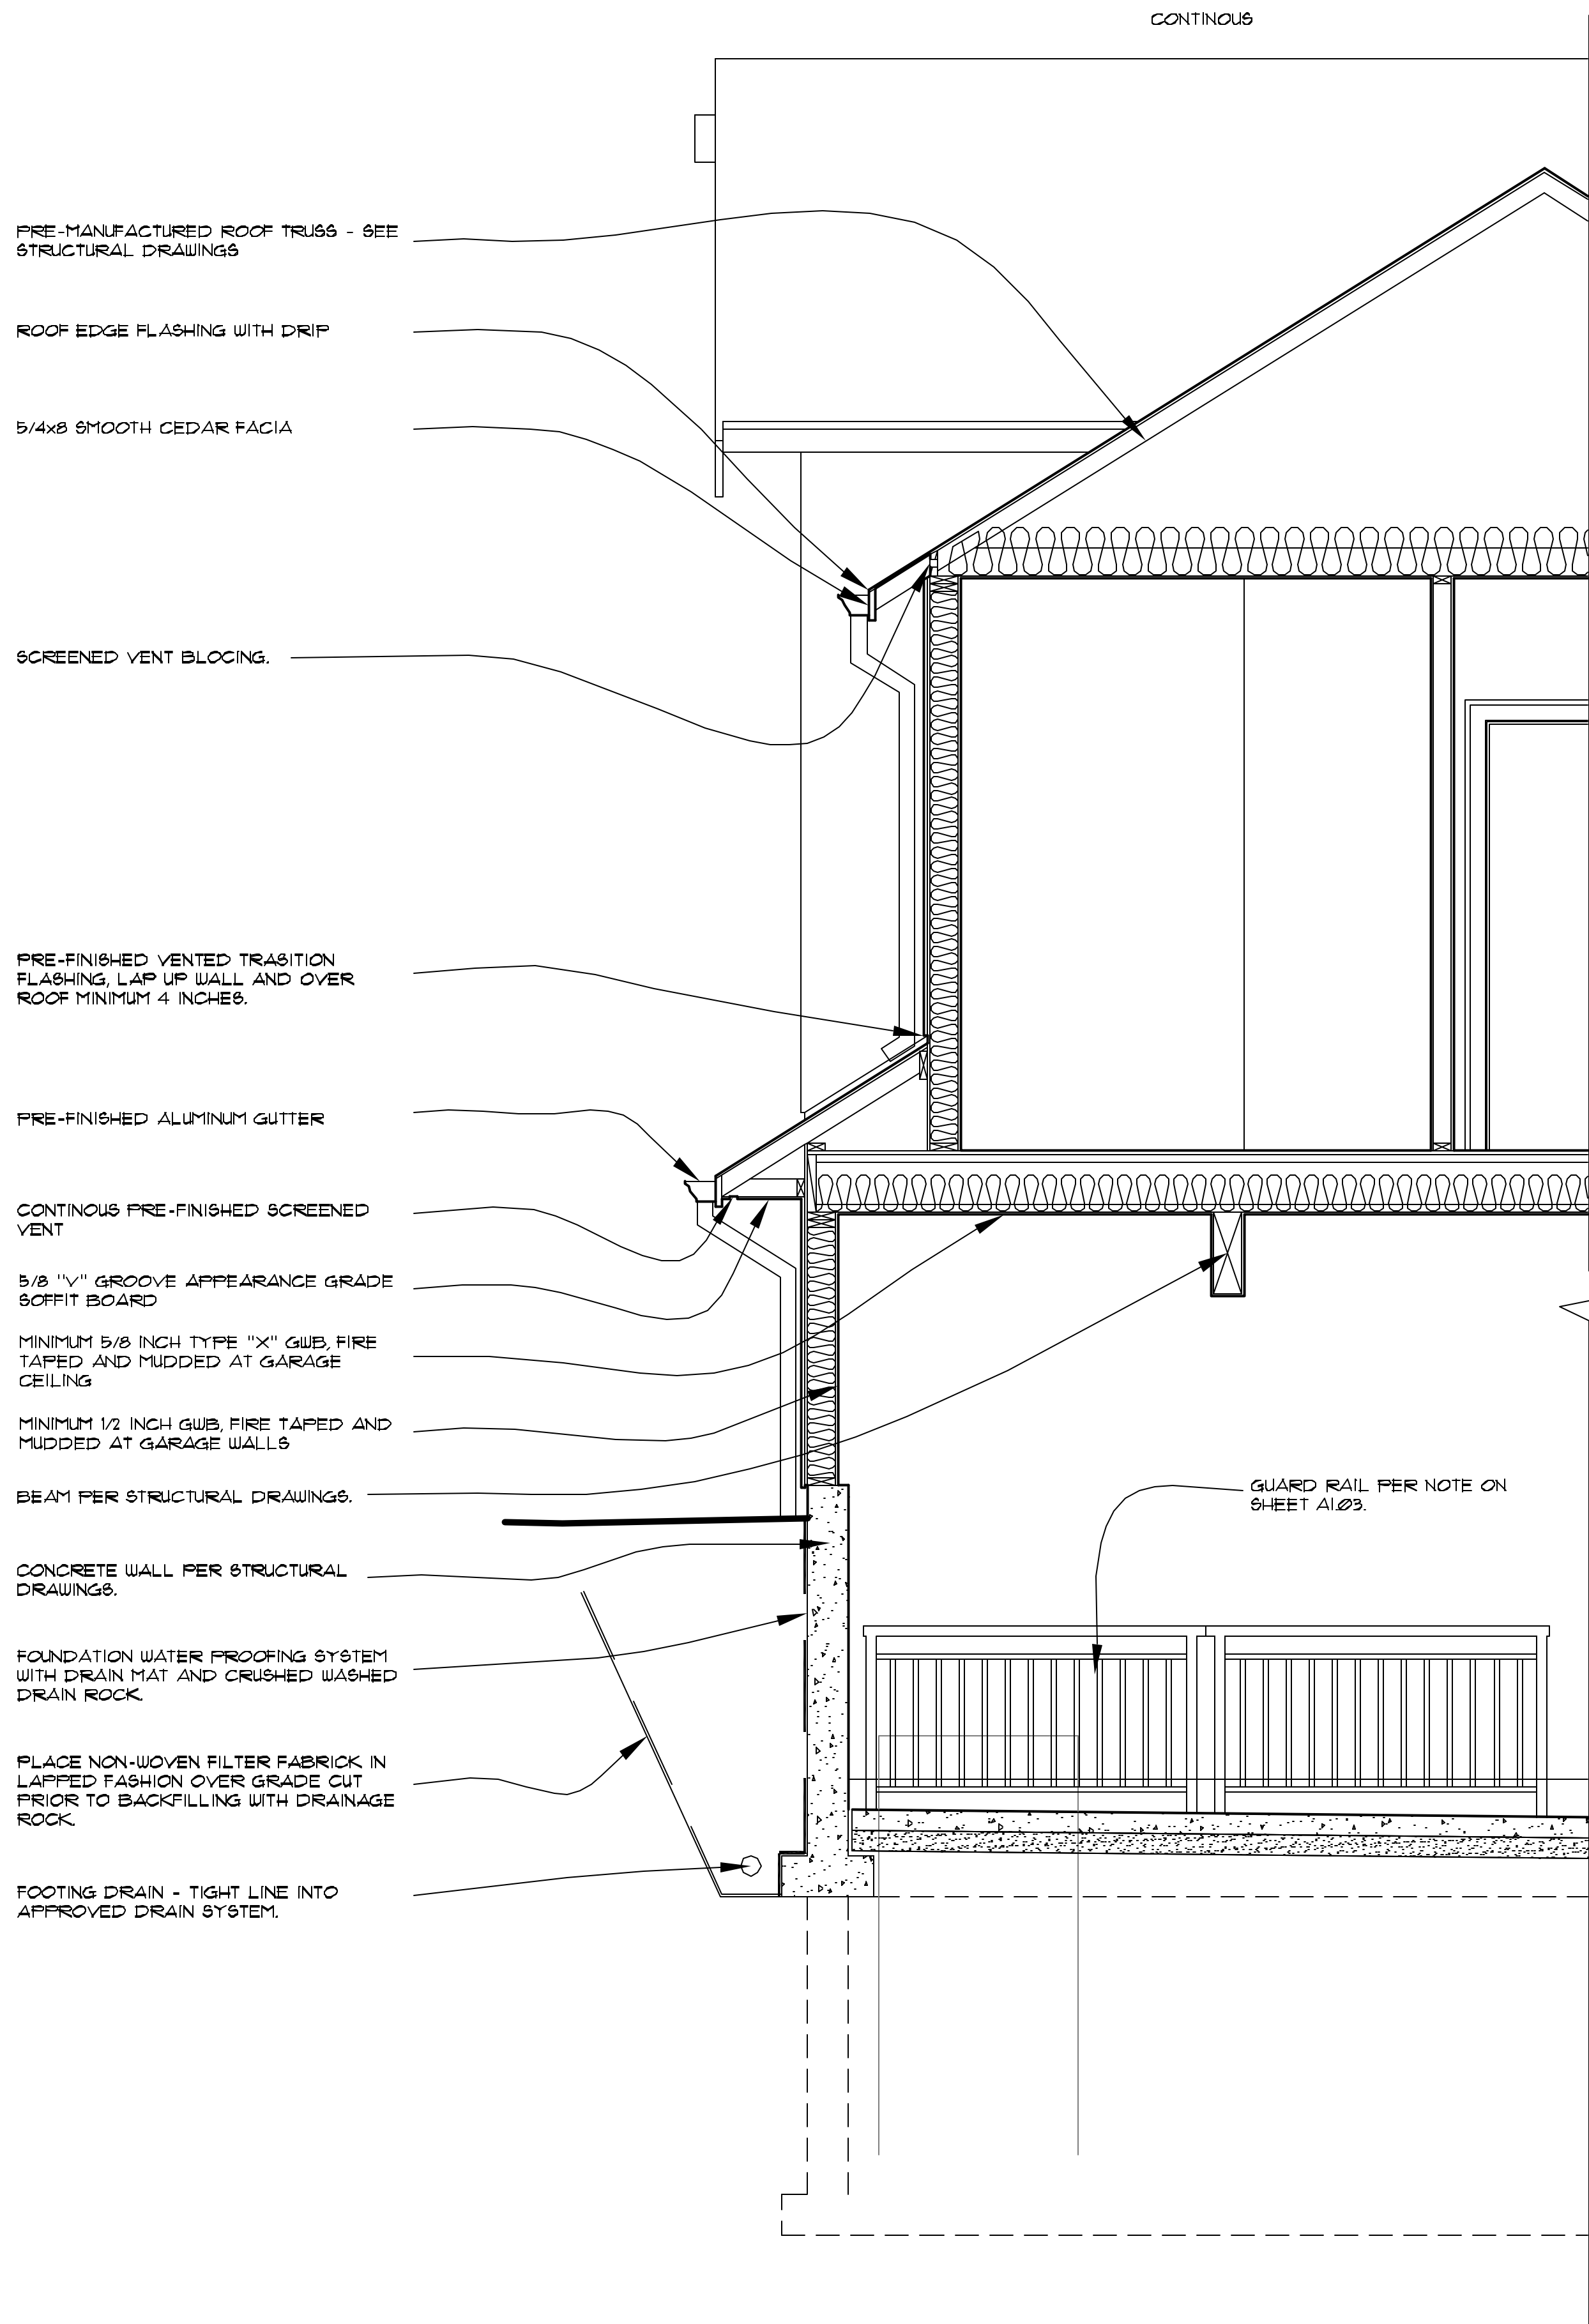 CONTINOUS
PRE-MANUFACTURED ROOF TRUSS - SEE
STRUCTURAL DRAWINGS
ROOF EDGE FLASHING WITH DRIP
5/4x8 SMOOTH CEDAR FACIA
SCREENED VENT BLOCING.
PRE-FINISHED VENTED TRASITION
FLASHING, LAP UP WALL AND OVER
ROOF MINIMUM 4 INCHES.
PRE-FINISHED ALUMINUM GUTTER
CONTINOUS PRE-FINISHED SCREENED
VENT
5/8 "V" GROOVE APPEARANCE GRADE
SOFFIT BOARD
MINIMUM 5/8 INCH TYPE "X" GWB, FIRE
TAPED AND MUDDED AT GARAGE
CEILING
MINIMUM 1/2 INCH GWB, FIRE TAPED AND
MUDDED AT GARAGE WALLS
BEAM PER STRUCTURAL DRAWINGS.
GUARD RAIL PER NOTE ON
SHEET A1.03.
CONCRETE WALL PER STRUCTURAL
DRAWINGS.
FOUNDATION WATER PROOFING SYSTEM
WITH DRAIN MAT AND CRUSHED WASHED
DRAIN ROCK.
PLACE NON-WOVEN FILTER FABRICK IN
LAPPED FASHION OVER GRADE CUT
PRIOR TO BACKFILLING WITH DRAINAGE
ROCK.
FOOTING DRAIN - TIGHT LINE INTO
APPROVED DRAIN SYSTEM.